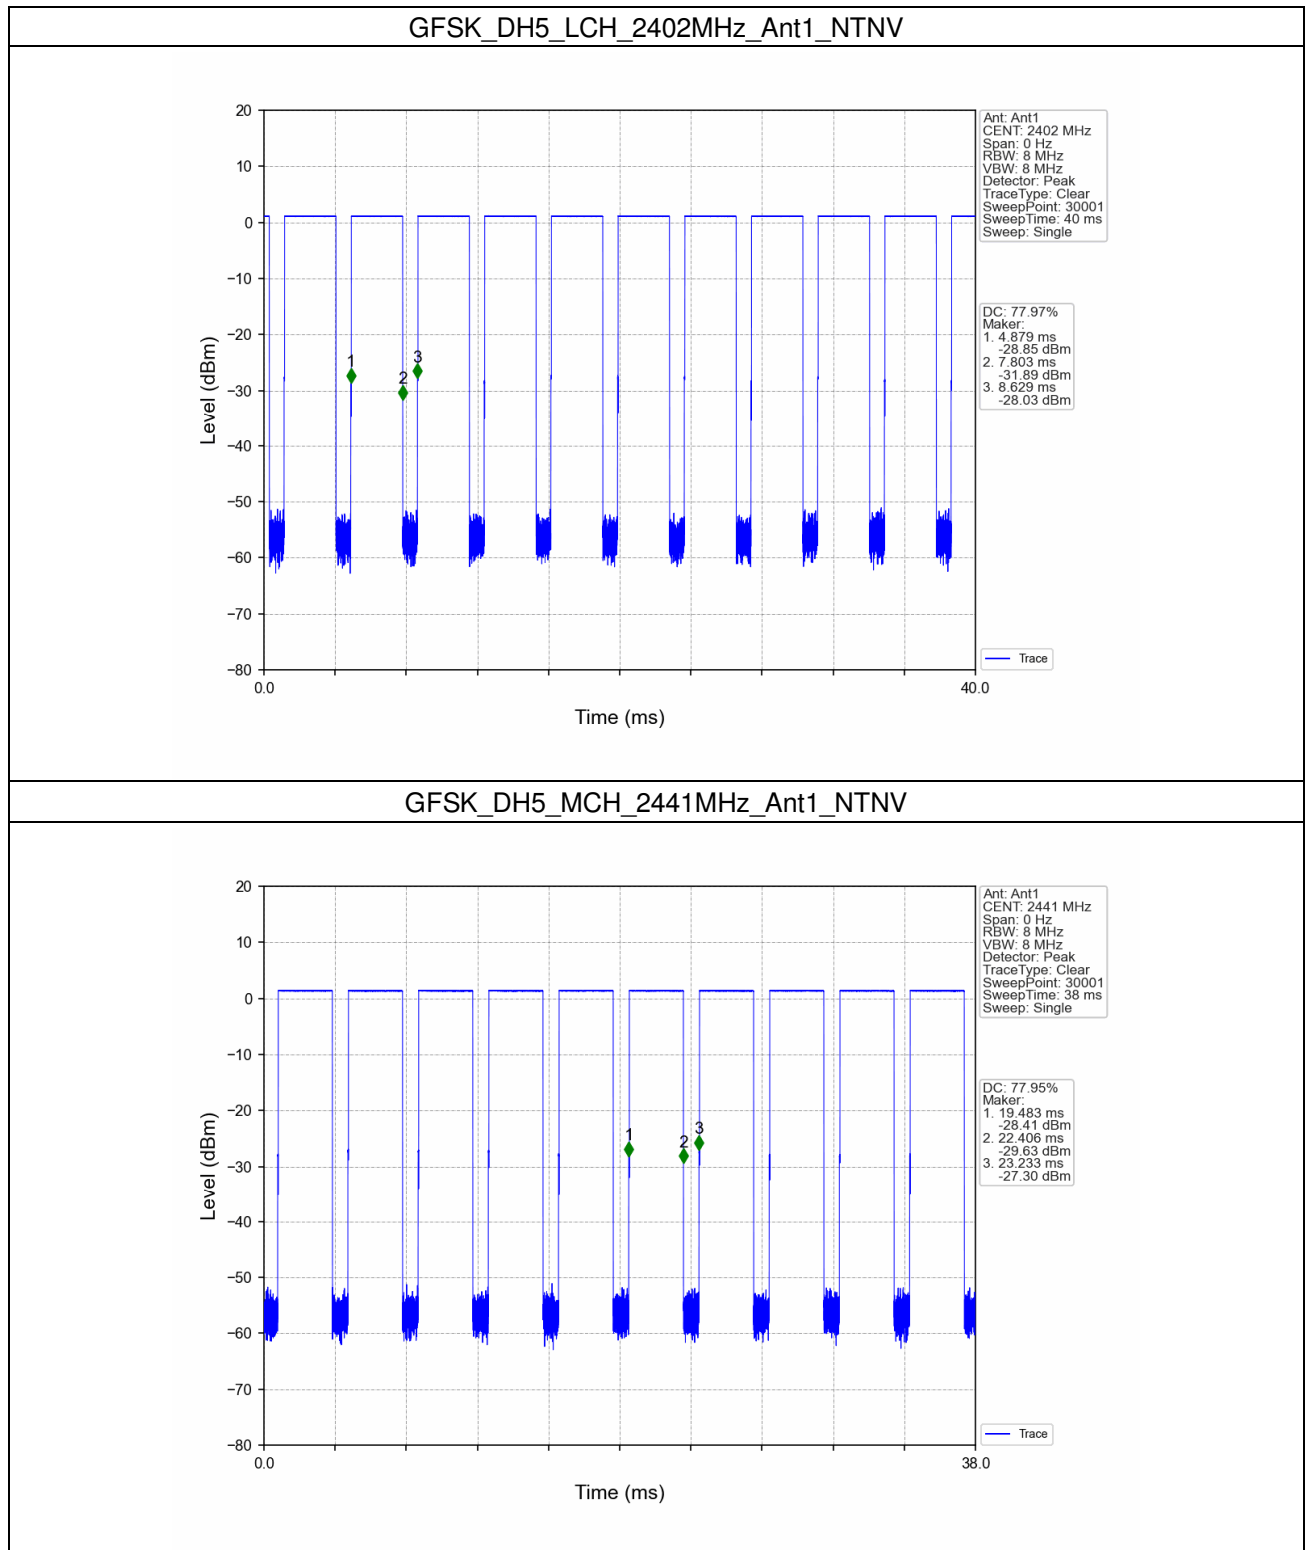 GFSK_DH5_LCH_2402MHz_Ant1_NTNV
20
10
0
−10
−20
−30
−40
−50
−60
−70
−80
Level (dBm)
1
2
3
0.0
40.0
Time (ms)
Ant: Ant1
CENT: 2402 MHz
Span: 0 Hz
RBW: 8 MHz
VBW: 8 MHz
Detector: Peak
TraceType: Clear
SweepPoint: 30001
SweepTime: 40 ms
Sweep: Single
DC: 77.97%
Maker:
1. 4.879 ms
-28.85 dBm
2. 7.803 ms
-31.89 dBm
3. 8.629 ms
-28.03 dBm
Trace
GFSK_DH5_MCH_2441MHz_Ant1_NTNV
20
10
0
−10
−20
−30
−40
−50
−60
−70
−80
Level (dBm)
1
2
3
0.0
38.0
Time (ms)
Ant: Ant1
CENT: 2441 MHz
Span: 0 Hz
RBW: 8 MHz
VBW: 8 MHz
Detector: Peak
TraceType: Clear
SweepPoint: 30001
SweepTime: 38 ms
Sweep: Single
DC: 77.95%
Maker:
1. 19.483 ms
-28.41 dBm
2. 22.406 ms
-29.63 dBm
3. 23.233 ms
-27.30 dBm
Trace